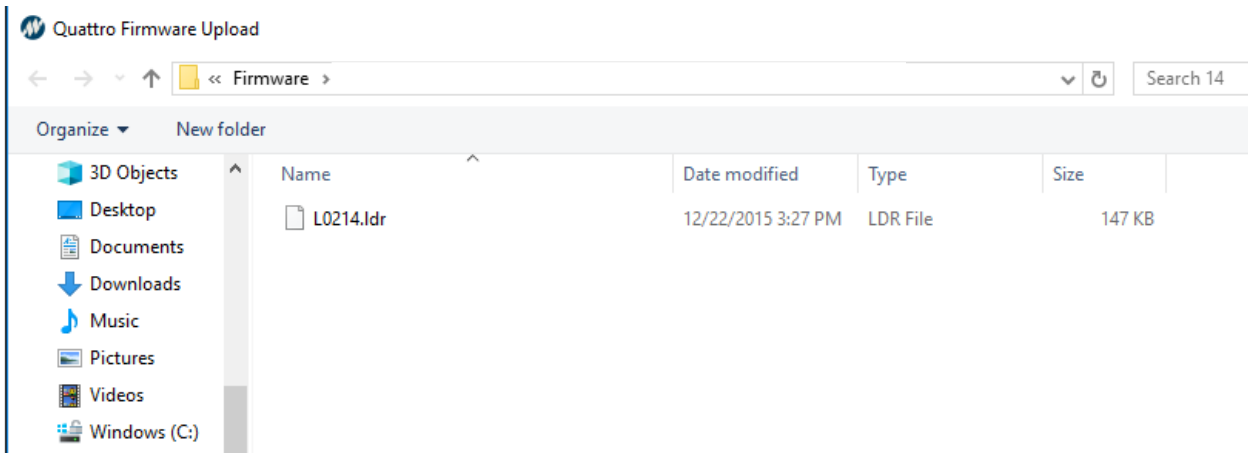 Quattro Firmware Upload
« Firmware >
Search 14
Organize
New folder
Name
Date modified
Type
Size
L0214.ldr
12/22/2015 3:27 PM
LDR File
147 KB
3D Objects
Desktop
Documents
Downloads
Music
Pictures
Videos
Windows (C:)